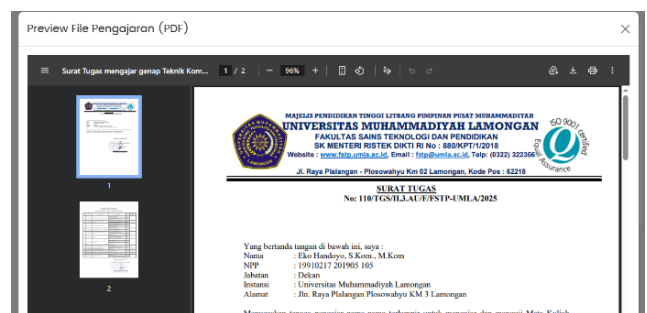 Preview File Pengajaran (PDF)
Surat Tugas mengajar genap Teknik Kom... 1 / 2 96%
1
2
MAJELIS PENDIDIKAN TINGGI LITBANG PIMPINAN PUSAT MUHAMMADIYAH
UNIVERSITAS MUHAMMADIYAH LAMONGAN
FAKULTAS SAINS TEKNOLOGI DAN PENDIDIKAN
SK MENTERI RISTEK DIKTI RI No : 880/KPT/1/2018
Website : www.fstp.umla.ac.id, Email : fstp@umla.ac.id, Telp: (0322) 322356
Jl. Raya Plalangan - Plosowahyu Km 02 Lamongan, Kode Pos : 62218
ISO 9001
Certified
Assurance
SURAT TUGAS
No: 110/TGS/II.3.AU/F/FSTP-UMLA/2025
Yang bertanda tangan di bawah ini, saya :
Nama : Eko Handoyo, S.Kom., M.Kom
NPP : 19910217 201905 105
Jabatan : Dekan
Instansi : Universitas Muhammadiyah Lamongan
Alamat : Jln. Raya Plalangan Plosowahyu KM 3 Lamongan